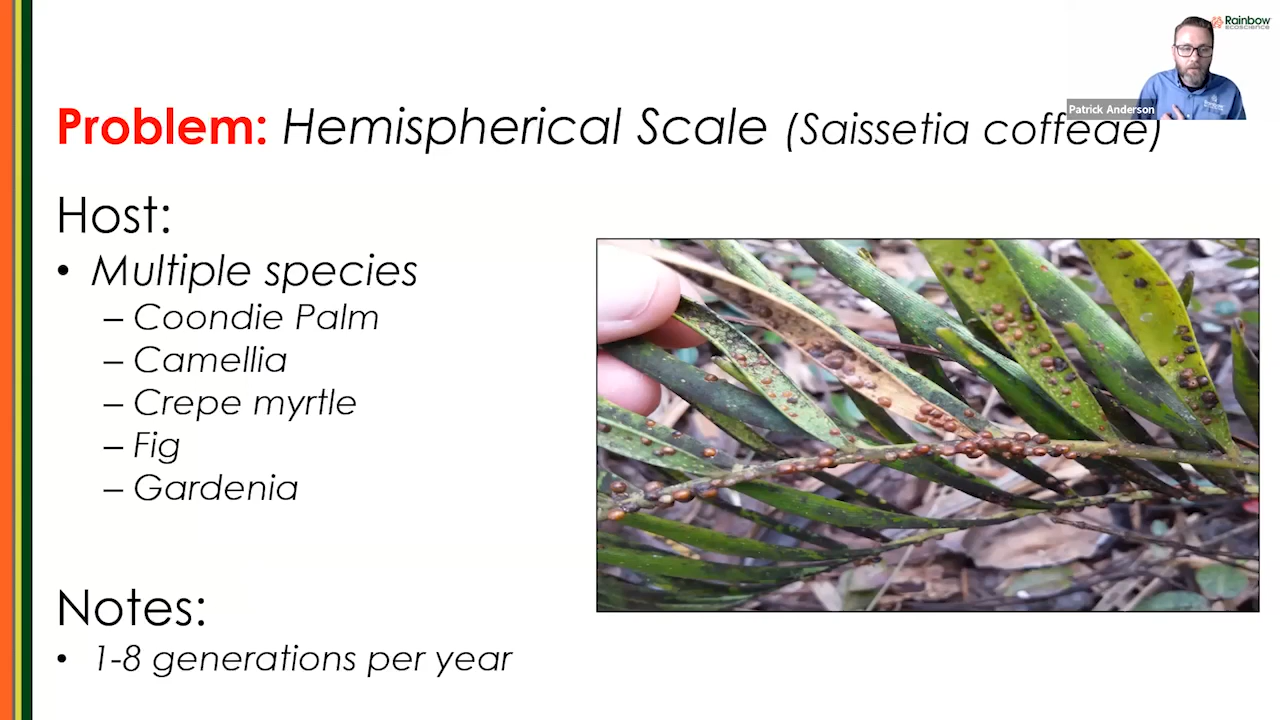 Rainbow
ecoscience
Patrick Anderson
Problem: Hemispherical Scale (Saissetia coffeae)
Host:
• Multiple species
– Coondie Palm
– Camellia
– Crepe myrtle
– Fig
– Gardenia
Notes:
• 1-8 generations per year